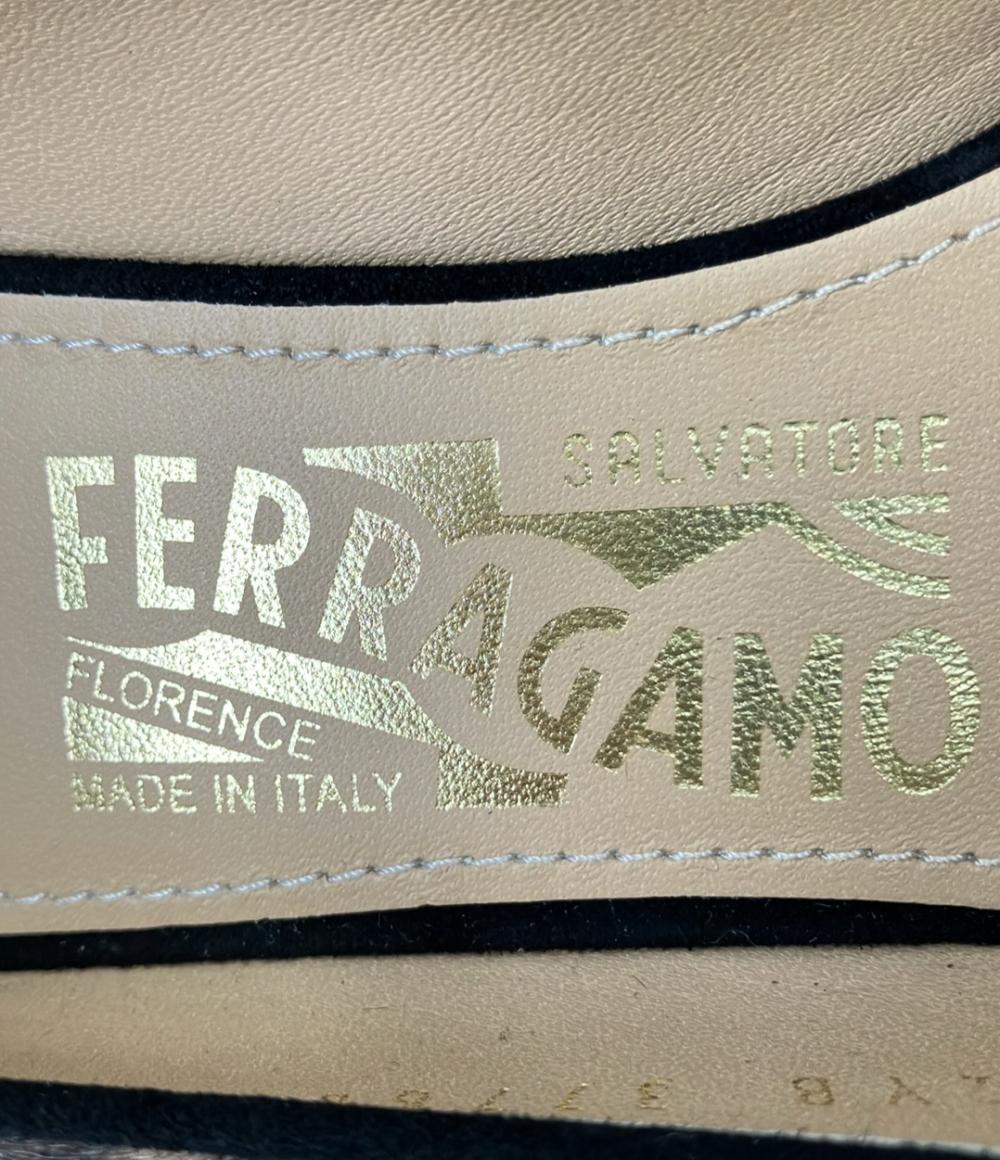 SALVATORE
FERRAGAMO
FLORENCE
MADE IN ITALY